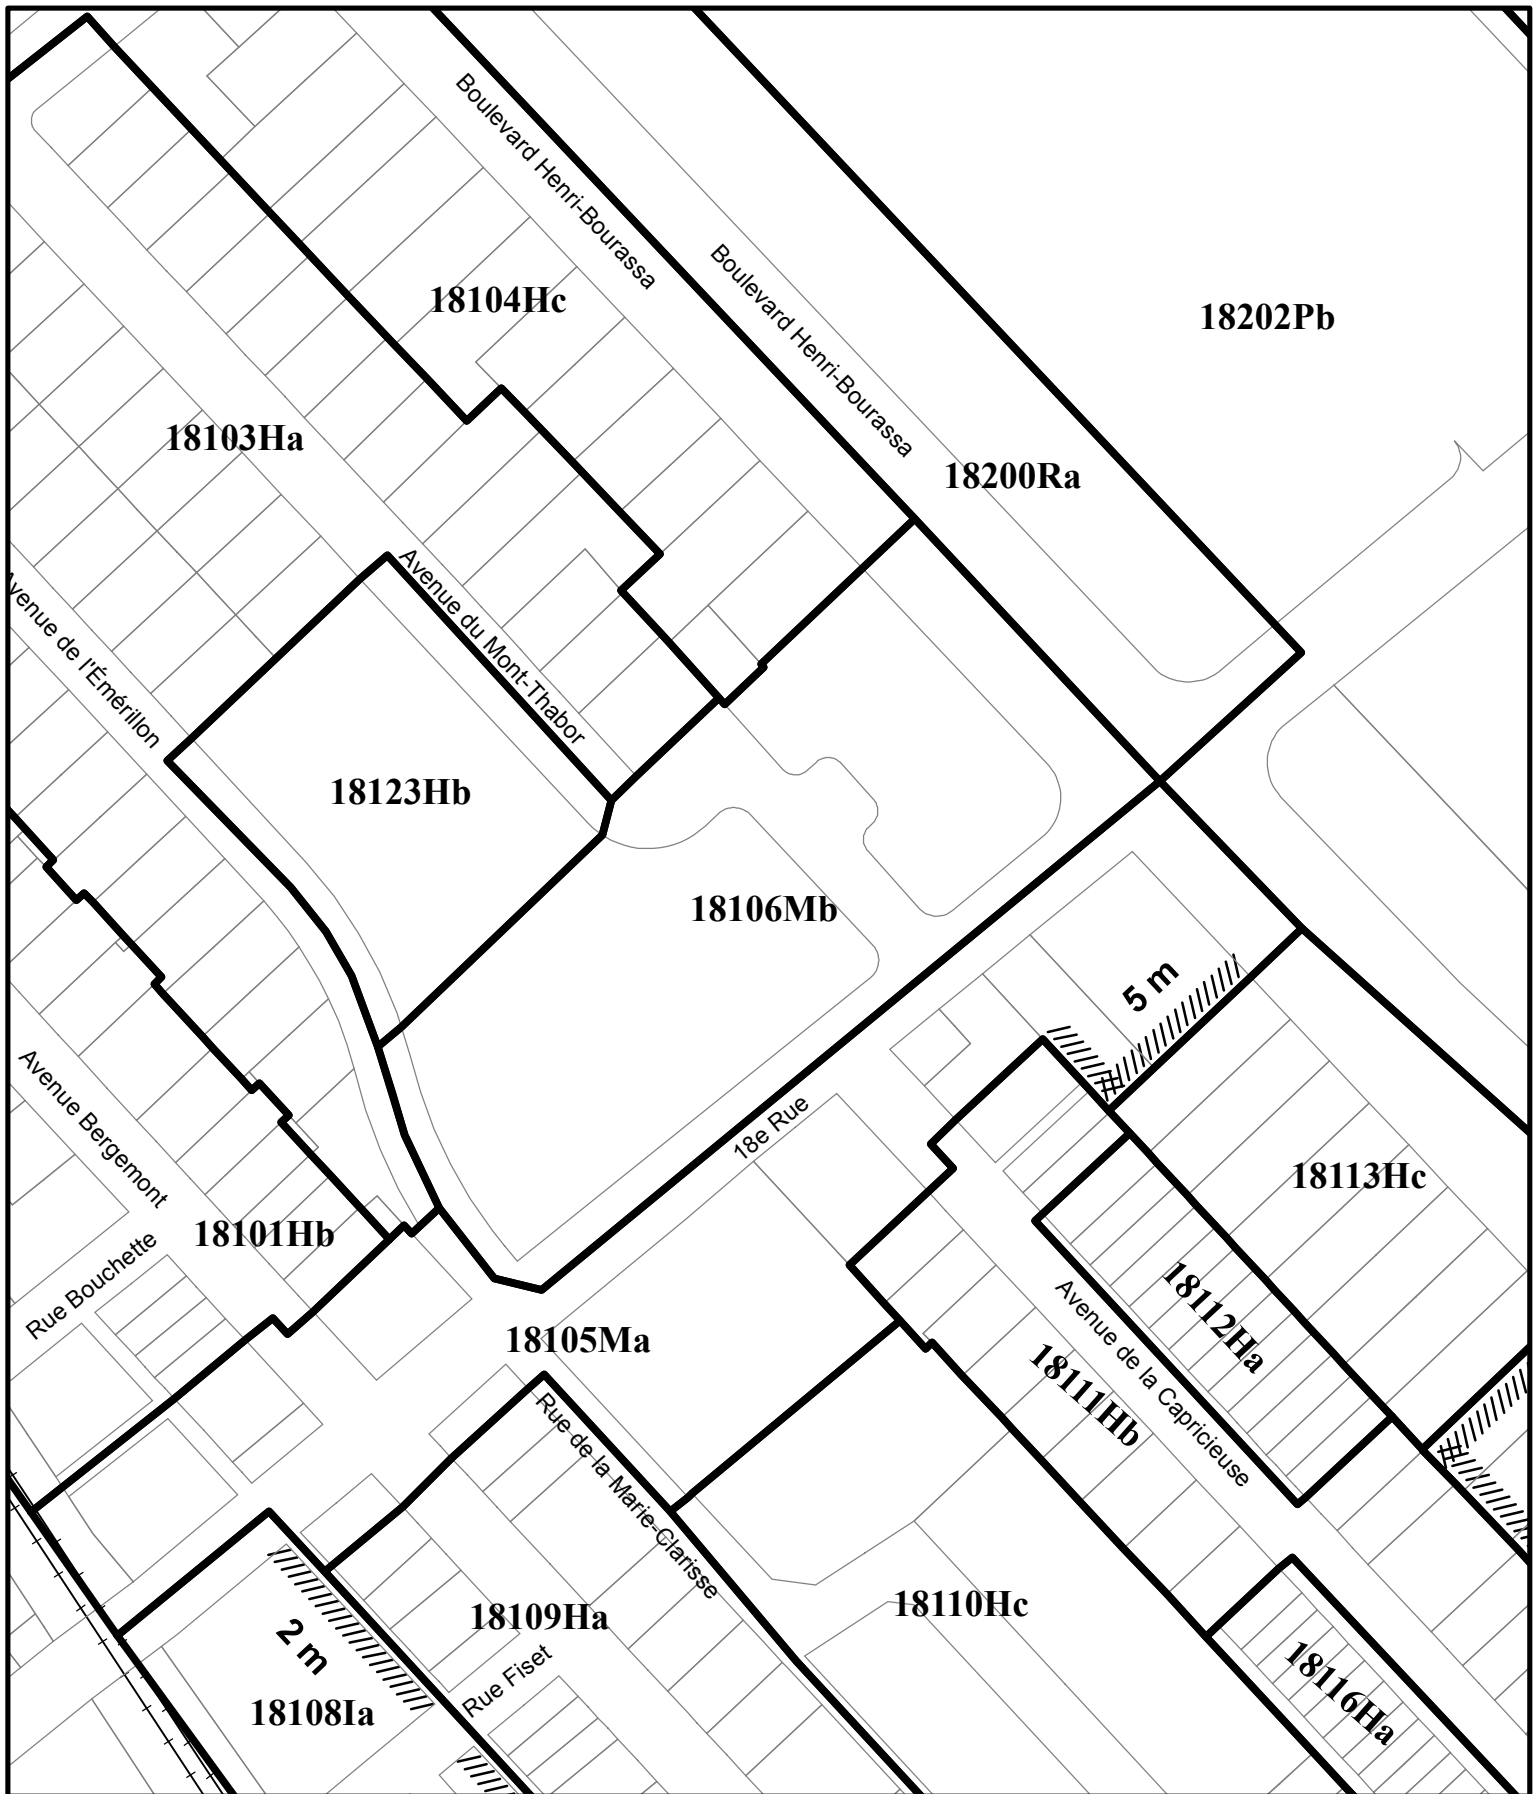 Boulevard Henri-Bourassa
Boulevard Henri-Bourassa
18104Hc
18202Pb
18103Ha
18200Ra
Avenue du Mont-Thabor
Avenue de l'Émérillon
18123Hb
18106Mb
5 m
Avenue Bergemont
18e Rue
18113Hc
18101Hb
Rue Bouchette
18112Ha
Avenue de la Capricieuse
18105Ma
18111Hb
Rue de la Marie-Clarisse
18109Ha
18110Hc
2 m
Rue Fiset
18108Ia
18116Ha